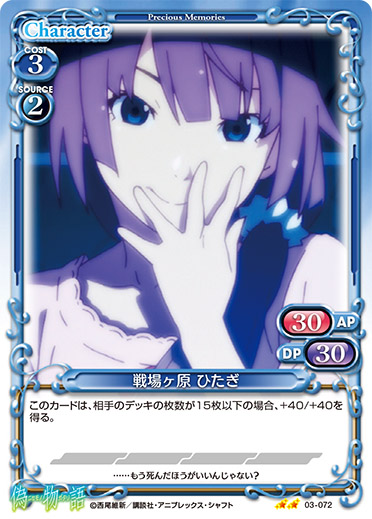 Precious Memories
Character
COST
3
SOURCE
2
30 AP
DP 30
戦場ヶ原 ひたぎ
このカードは、相手のデッキの枚数が15枚以下の場合、+40/+40を
得る。
……もう死んだほうがいいんじゃない?
偽物語
©西尾維新/講談社・アニプレックス・シャフト
★★ 03-072